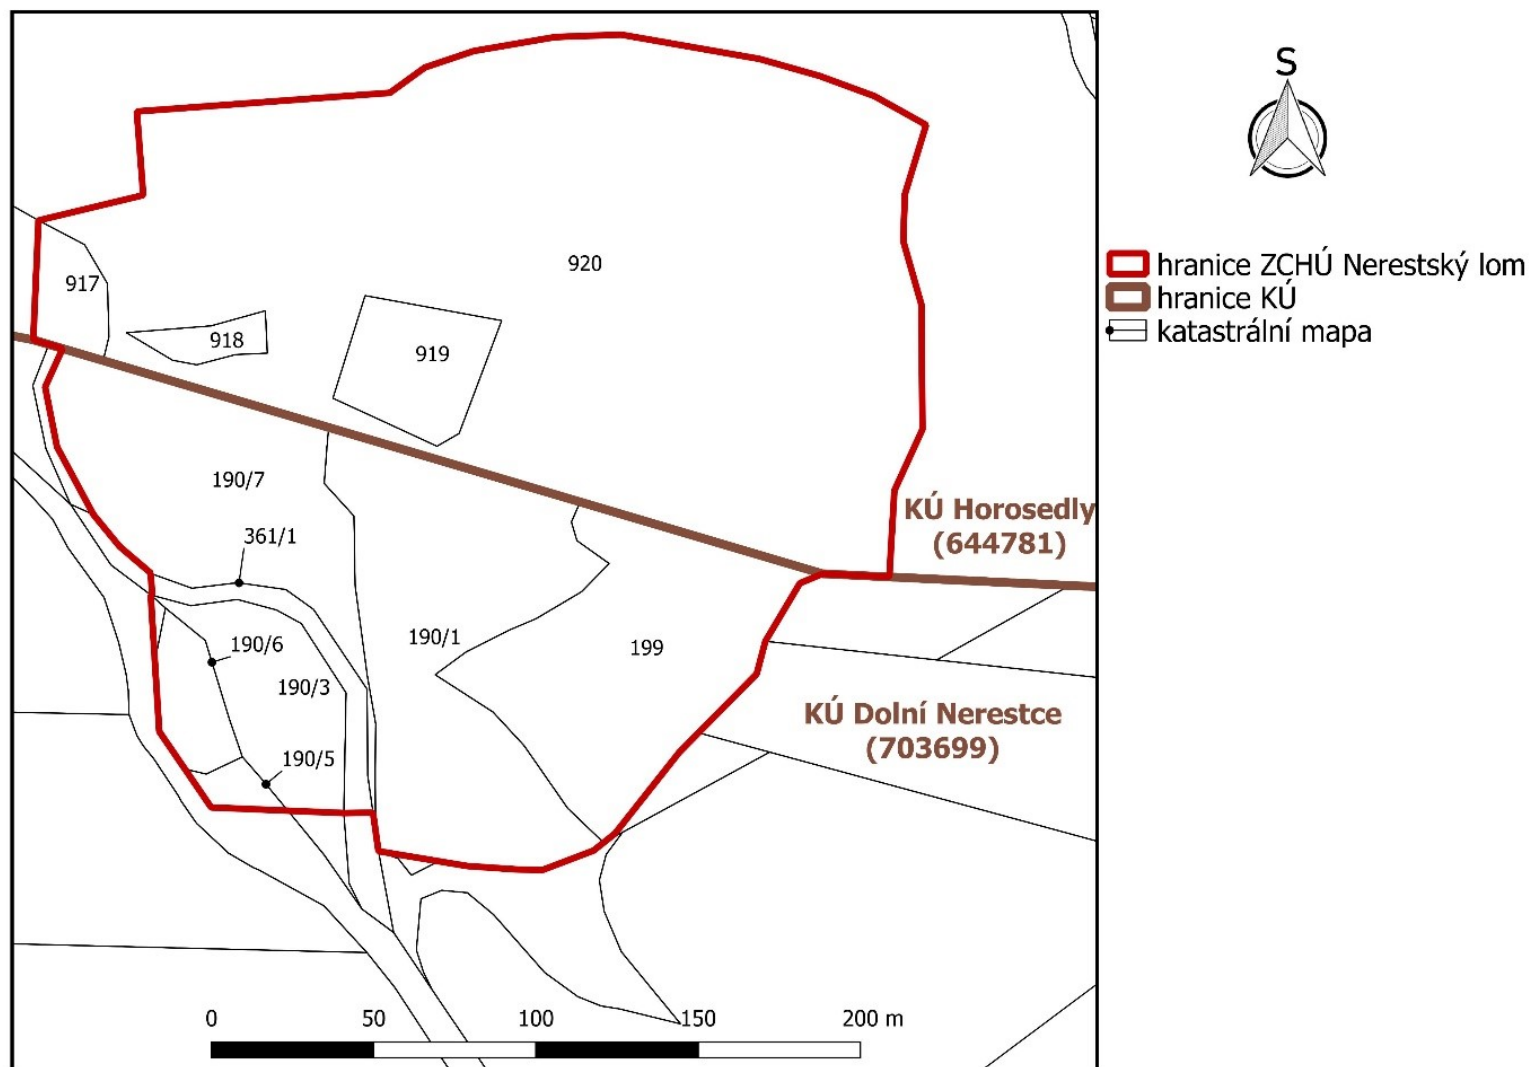 S
hranice ZCHÚ Nerestský lom
hranice KÚ
katastrální mapa
920
917
918
919
190/7
KÚ Horosedly
(644781)
361/1
190/6
190/1
199
190/3
KÚ Dolní Nerestce
(703699)
190/5
0 50 100 150 200 m